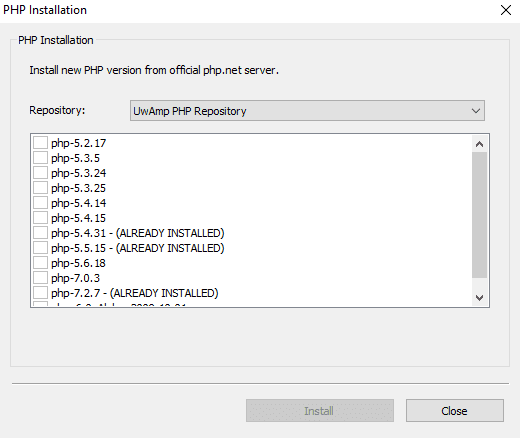 PHP Installation
PHP Installation
Install new PHP version from official php.net server.
Repository:
UwAmp PHP Repository
php-5.2.17
php-5.3.5
php-5.3.24
php-5.3.25
php-5.4.14
php-5.4.15
php-5.4.31 - (ALREADY INSTALLED)
php-5.5.15 - (ALREADY INSTALLED)
php-5.6.18
php-7.0.3
php-7.2.7 - (ALREADY INSTALLED)
Install
Close